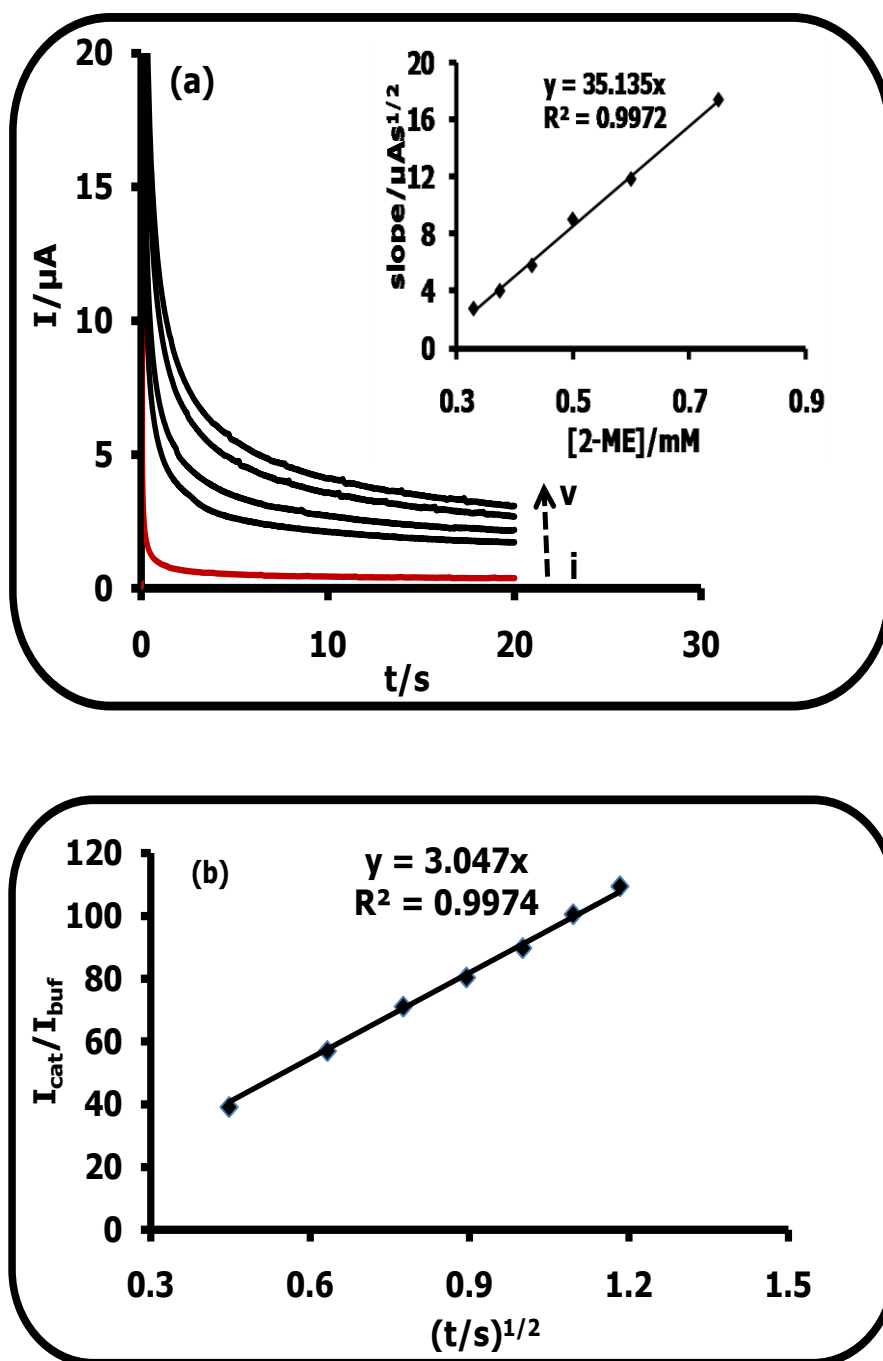 (a)
I/µA
20
15
10
5
0
0 10 20 30
t/s
v
i
y = 35.135x
R² = 0.9972
slope/µAs1/2
20
16
12
8
4
0
0.3 0.5 0.7 0.9
[2-ME]/mM
(b)
y = 3.047x
R² = 0.9974
Icat/Ibuf
120
100
80
60
40
20
0
0.3 0.6 0.9 1.2 1.5
(t/s)1/2